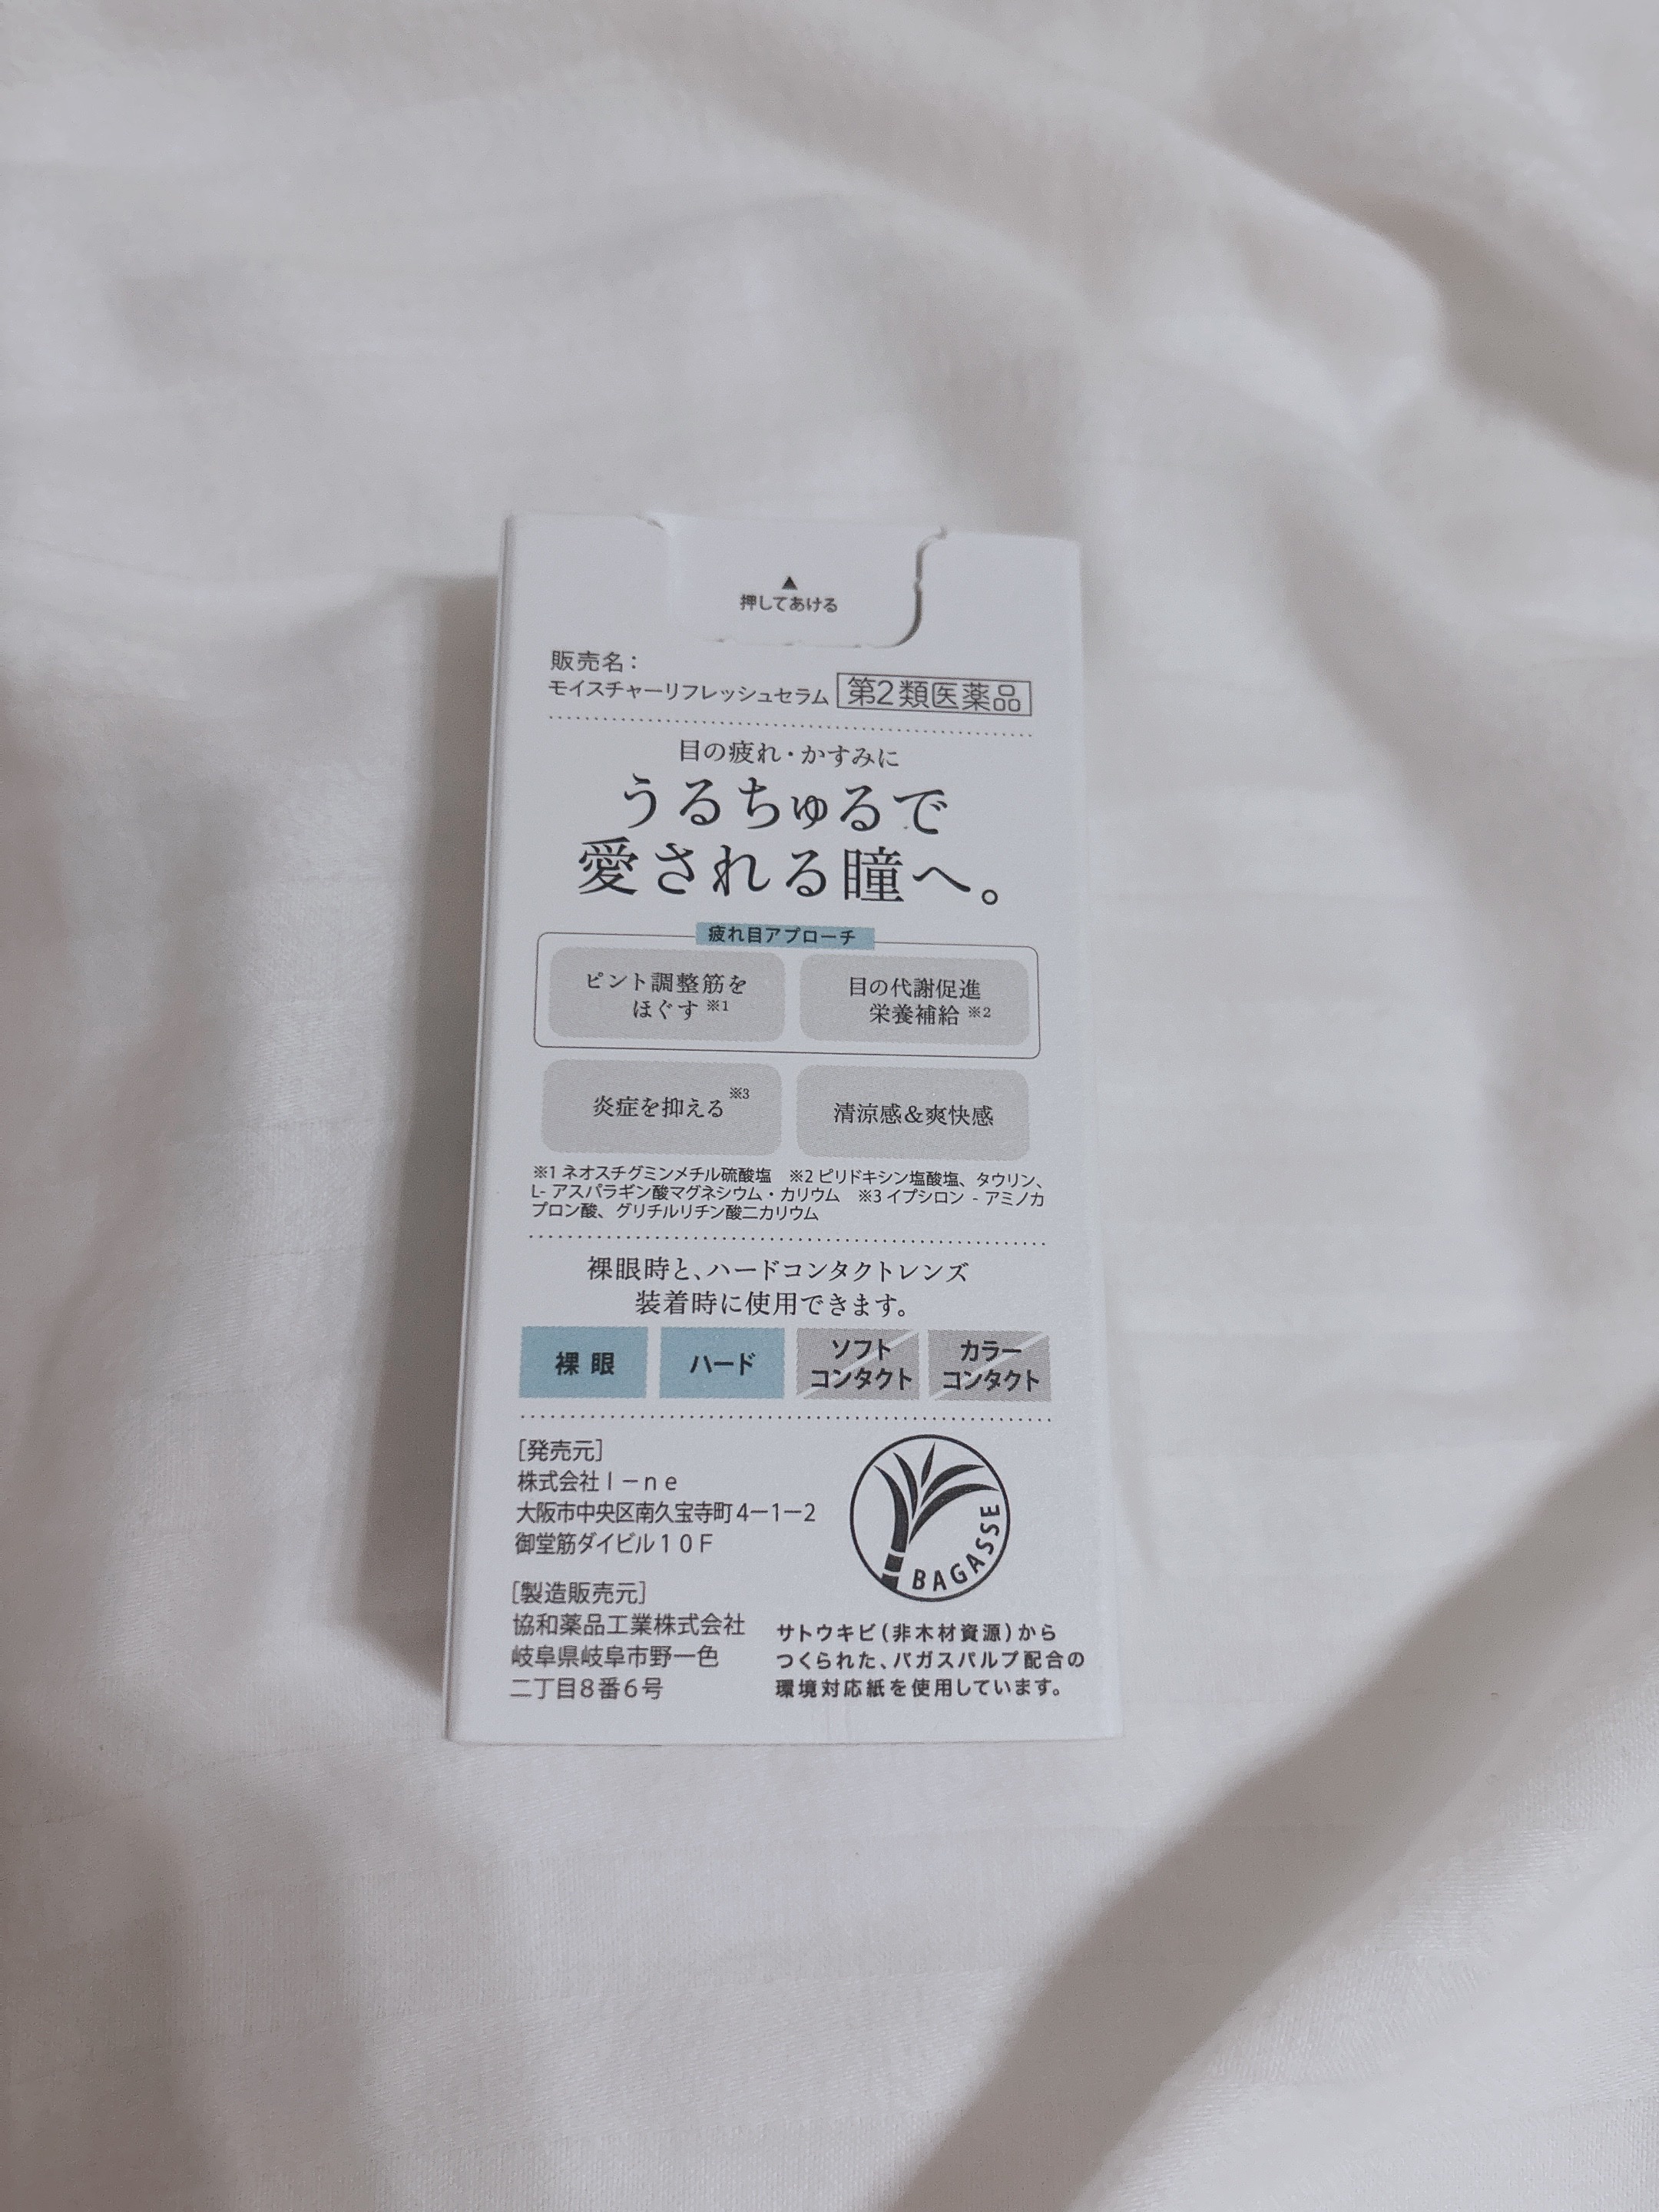 ▲
押してあける
販売名：
モイスチャーリフレッシュセラム 第2類医薬品
目の疲れ・かすみに
うるちゅるで
愛される瞳へ。
疲れ目アプローチ
ピント調整筋を
ほぐす ※1
目の代謝促進
栄養補給 ※2
炎症を抑える ※3
清涼感＆爽快感
※1 ネオスチグミンメチル硫酸塩　※2 ピリドキシン塩酸塩、タウリン、
L- アスパラギン酸マグネシウム・カリウム　※3 イプシロン - アミノカ
プロン酸、グリチルリチン酸二カリウム
裸眼時と、ハードコンタクトレンズ
装着時に使用できます。
裸眼
ハード
ソフト
コンタクト
カラー
コンタクト
［発売元］
株式会社Ｉ－ｎｅ
大阪市中央区南久宝寺町４－１－２
御堂筋ダイビル１０Ｆ
［製造販売元］
協和薬品工業株式会社
岐阜県岐阜市野一色
二丁目８番６号
BAGASSE
サトウキビ（非木材資源）から
つくられた、バガスパルプ配合の
環境対応紙を使用しています。